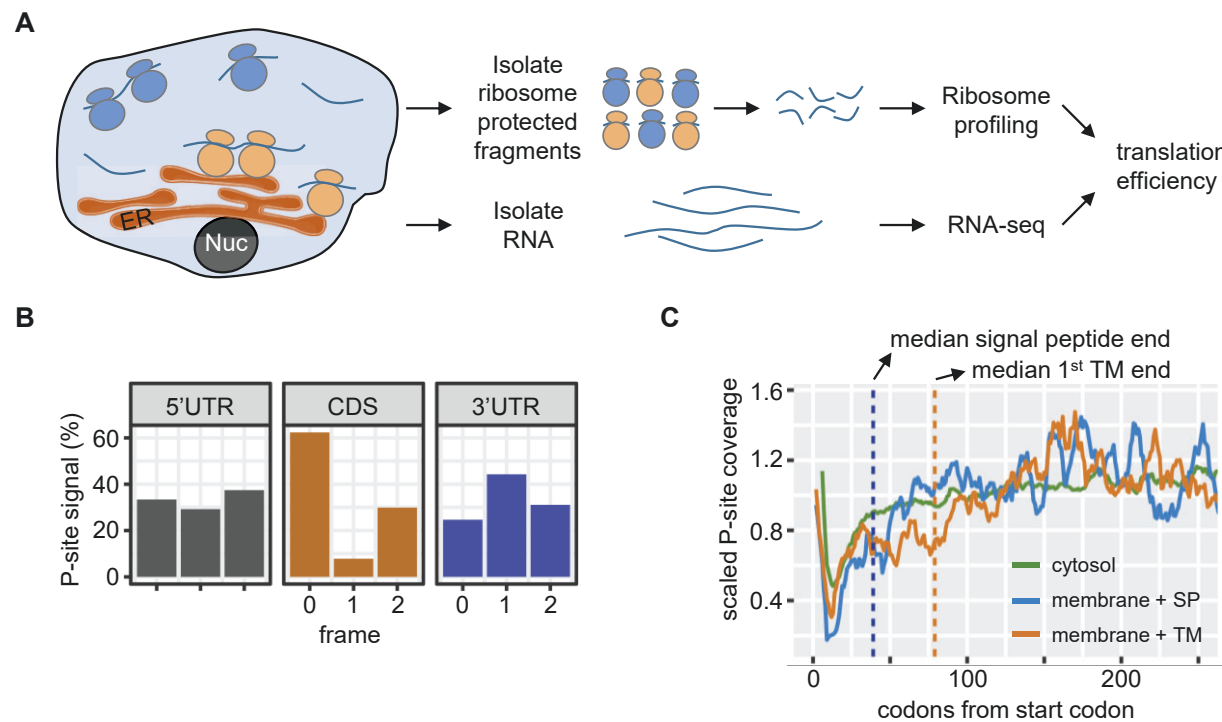 A
Isolate
ribosome
protected
fragments
Ribosome
profiling
translation
efficiency
ER
Nuc
Isolate
RNA
RNA-seq
B
5'UTR CDS 3'UTR
P-site signal (%)
60
40
20
0
0 1 2 0 1 2
frame
C
median signal peptide end
median 1st TM end
scaled P-site coverage
1.6
1.2
0.8
0.4
cytosol
membrane + SP
membrane + TM
0 100 200
codons from start codon